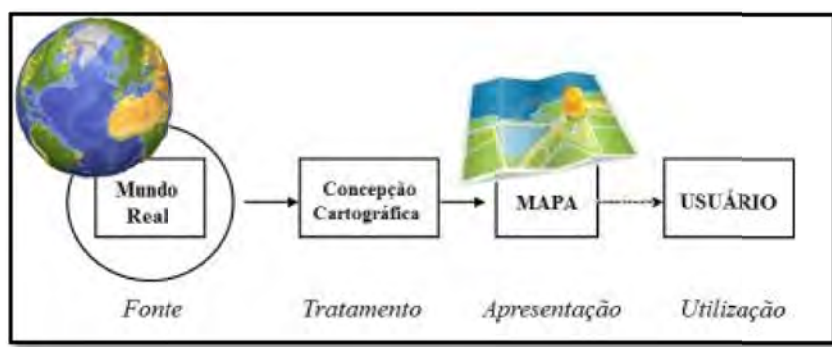 Mundo
Real
Concepção
Cartográfica
MAPA
USUÁRIO
Fonte
Tratamento
Apresentação
Utilização